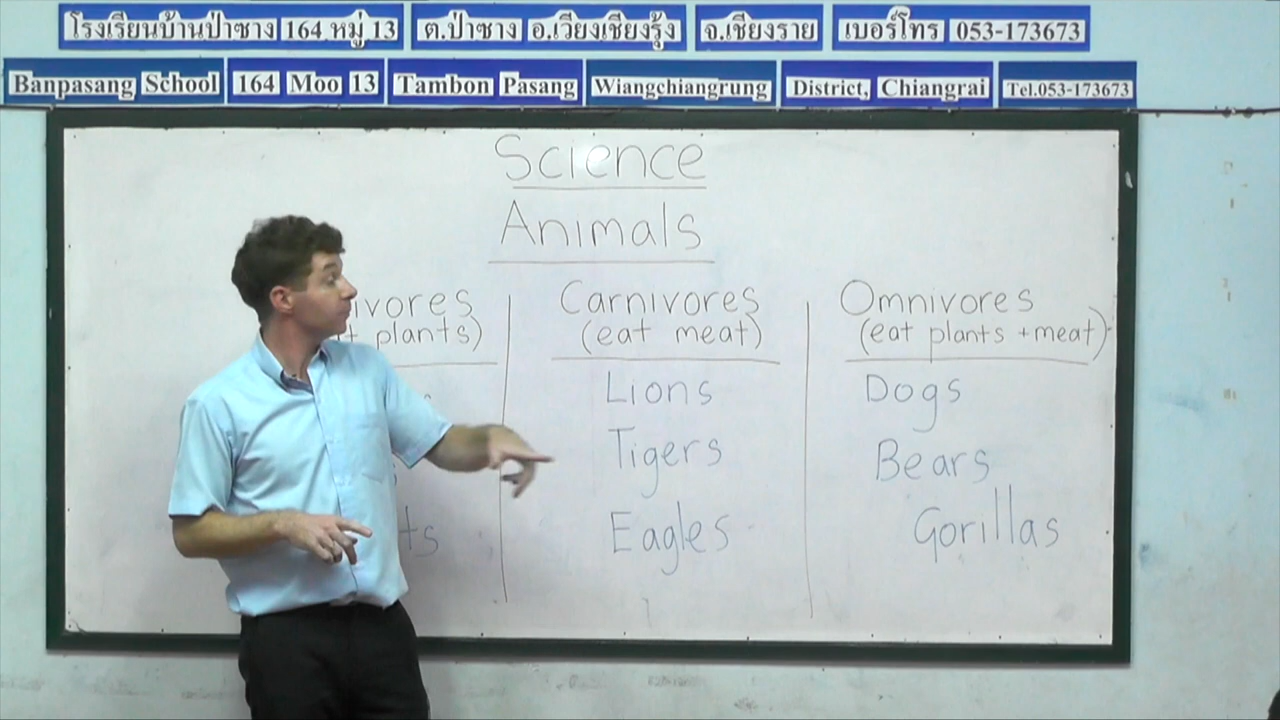 โรงเรียนบ้านป่าซาง 164 หมู่ 13 ต.ป่าซาง อ.เวียงเชียงรุ้ง จ.เชียงราย เบอร์โทร 053-173673
Banpasang School 164 Moo 13 Tambon Pasang Wiangchiangrung District, Chiangrai Tel.053-173673
Science
Animals
ivores Carnivores Omnivores
plants) (eat meat) (eat plants + meat)
Lions Dogs
Tigers Bears
ts Eagles Gorillas